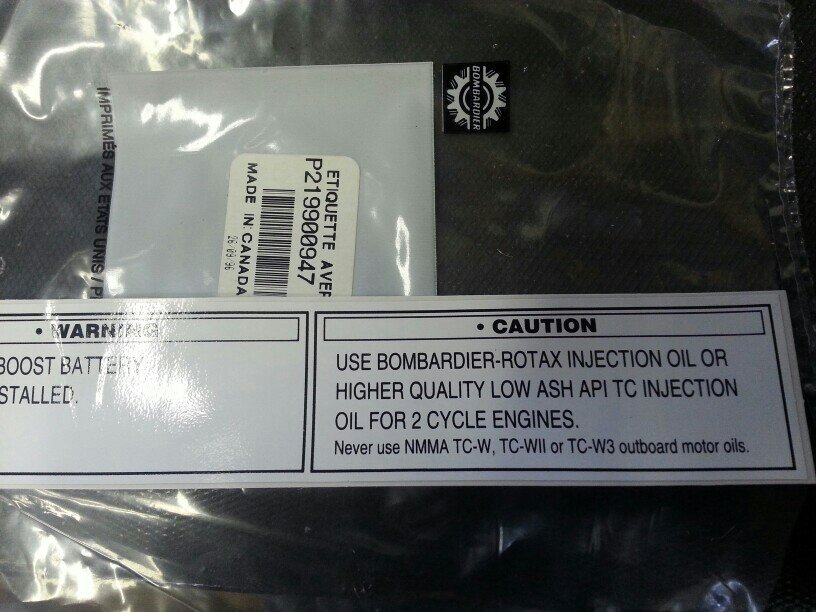 BOMBARDIER
IMPRIMÉS AUX ETATS UNIS /
ETIQUETTE AVER
P219900947
MADE IN: CANADA
26/09/96
• WARNING
BOOST BATTERY
STALLED.
• CAUTION
USE BOMBARDIER-ROTAX INJECTION OIL OR
HIGHER QUALITY LOW ASH API TC INJECTION
OIL FOR 2 CYCLE ENGINES.
Never use NMMA TC-W, TC-WII or TC-W3 outboard motor oils.